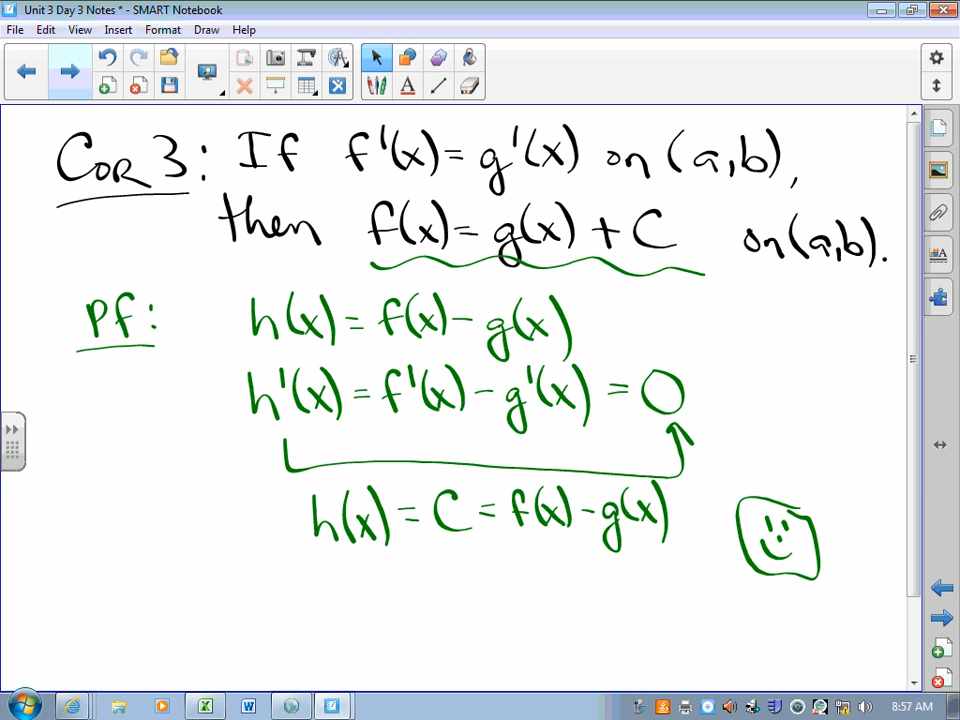 Unit 3 Day 3 Notes * - SMART Notebook
File Edit View Insert Format Draw Help
Cor 3: If f'(x) = g'(x) on (a,b),
then f(x) = g(x) + C on (a,b).
Pf: h(x) = f(x) - g(x)
h'(x) = f'(x) - g'(x) = 0
h(x) = C = f(x) - g(x)
8:57 AM